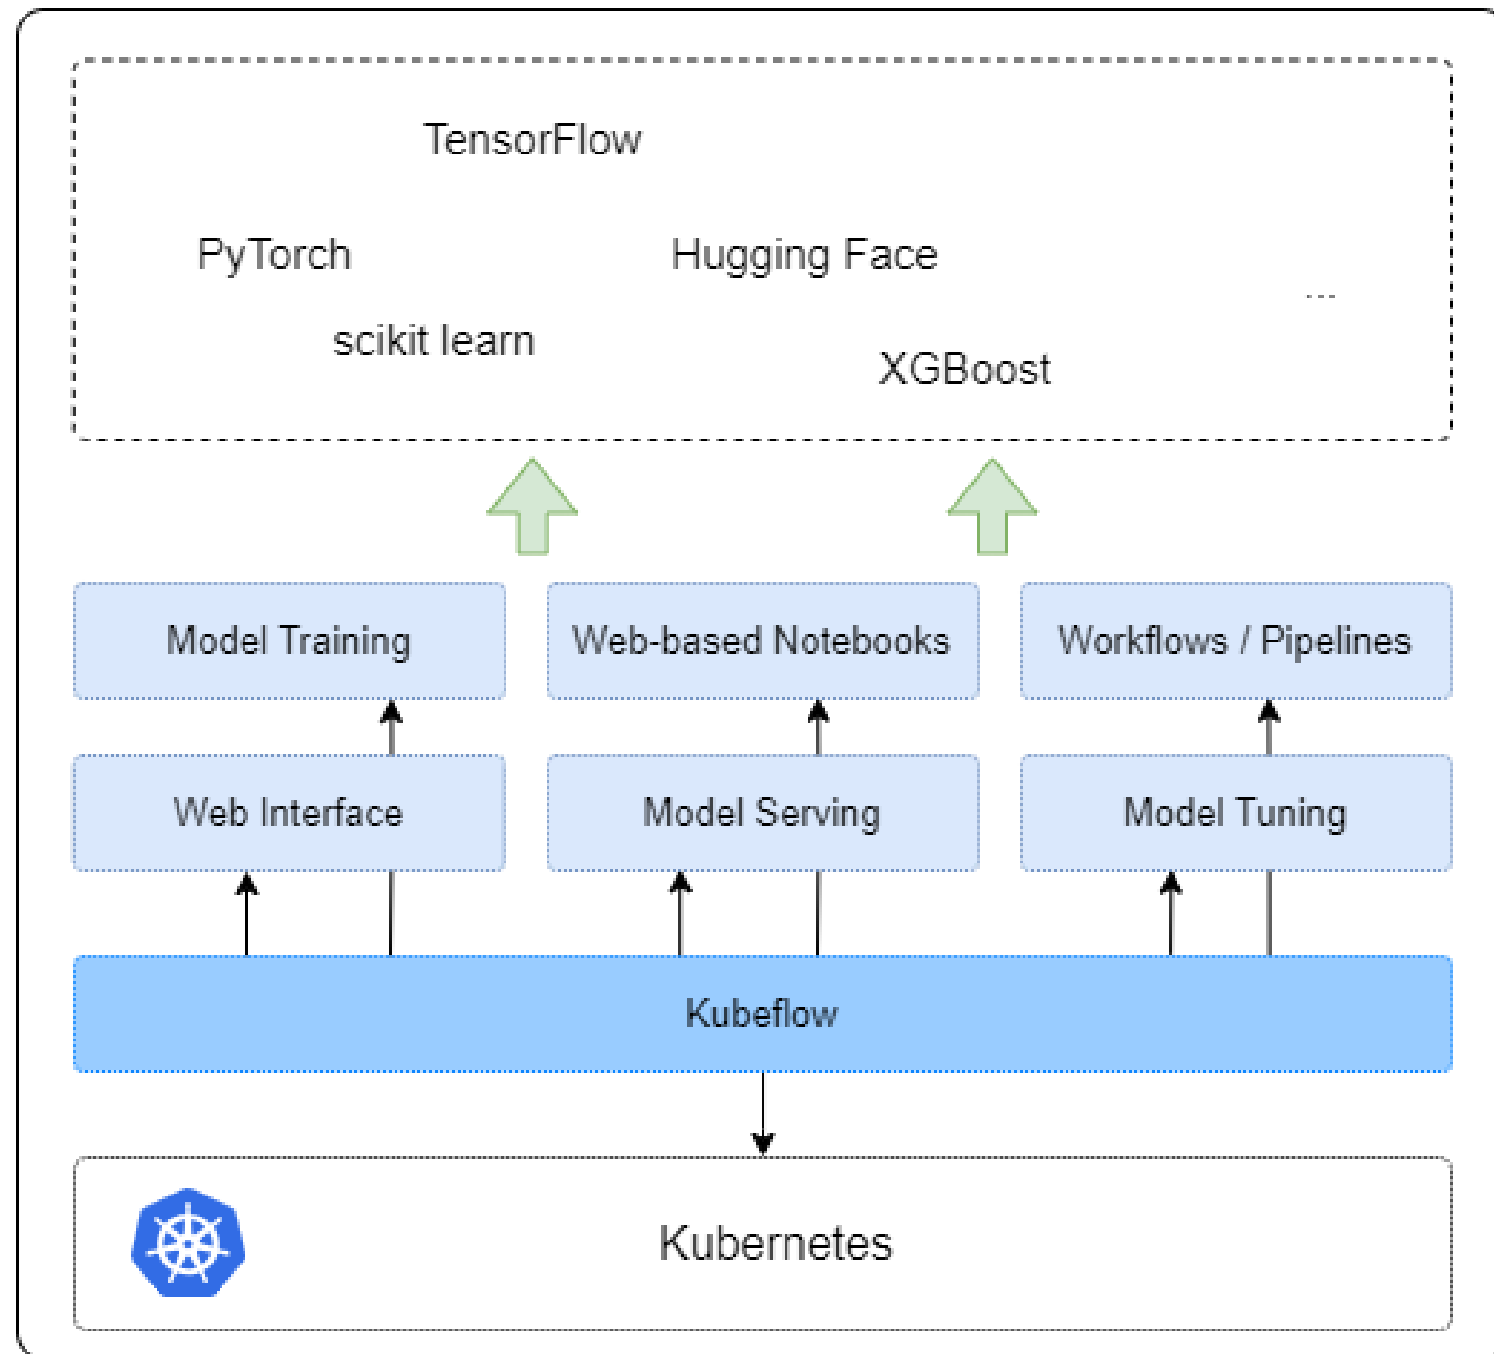 TensorFlow
PyTorch
Hugging Face
...
scikit learn
XGBoost
Model Training
Web-based Notebooks
Workflows / Pipelines
Web Interface
Model Serving
Model Tuning
Kubeflow
Kubernetes